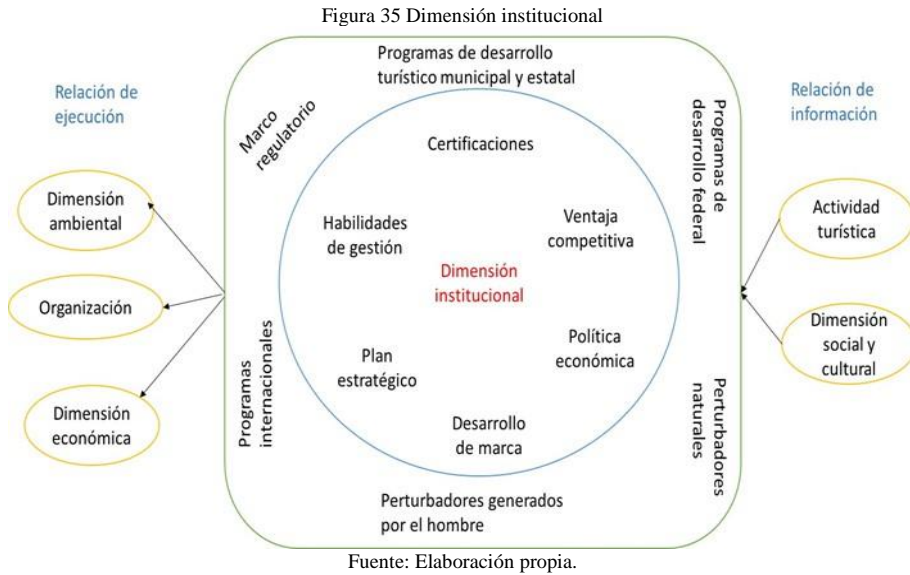 Figura 35 Dimensión institucional
Programas de desarrollo
turístico municipal y estatal
Relación de
ejecución
Marco
regulatorio
Programas de
desarrollo federal
Relación de
información
Certificaciones
Dimensión
ambiental
Habilidades
de gestión
Ventaja
competitiva
Actividad
turística
Dimensión
institucional
Organización
Dimensión
social y
cultural
Política
económica
Plan
estratégico
Programas
internacionales
Perturbadores
naturales
Dimensión
económica
Desarrollo
de marca
Perturbadores generados
por el hombre
Fuente: Elaboración propia.